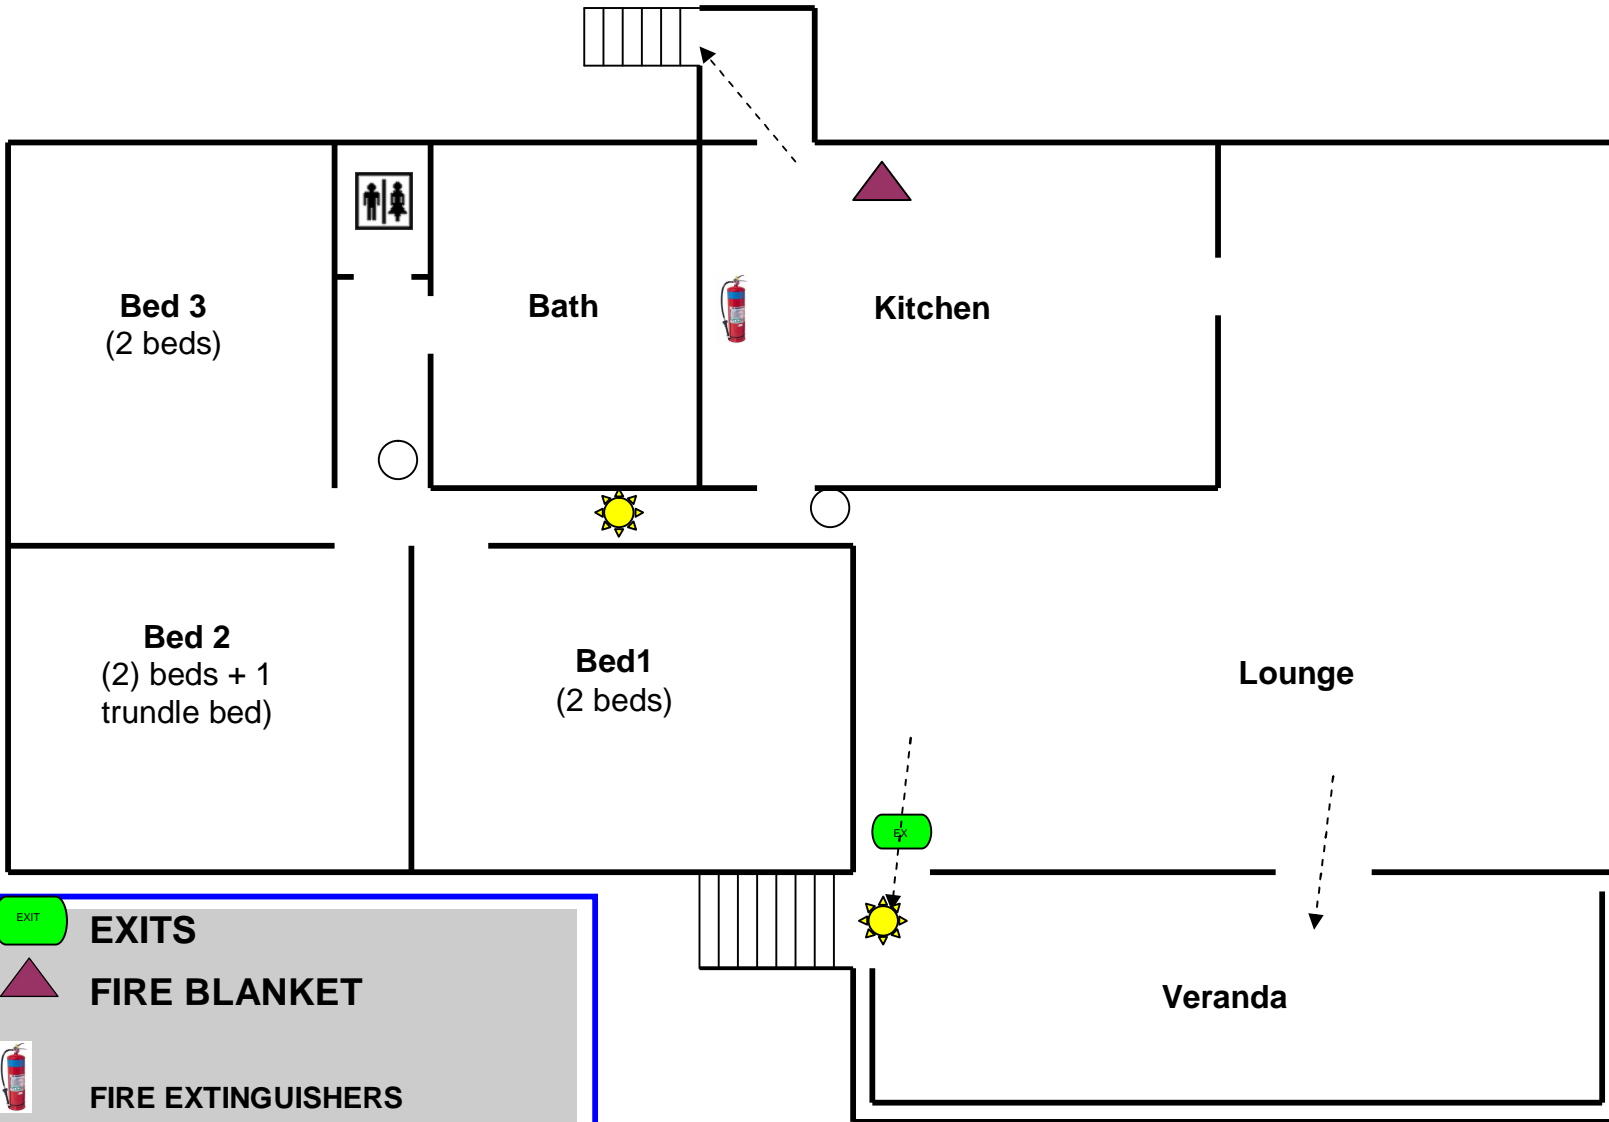 Bed 3
(2 beds)
Bath
Kitchen
Bed 2
(2) beds + 1
trundle bed)
Bed1
(2 beds)
Lounge
EX
Veranda
EXIT
EXITS
FIRE BLANKET
FIRE EXTINGUISHERS